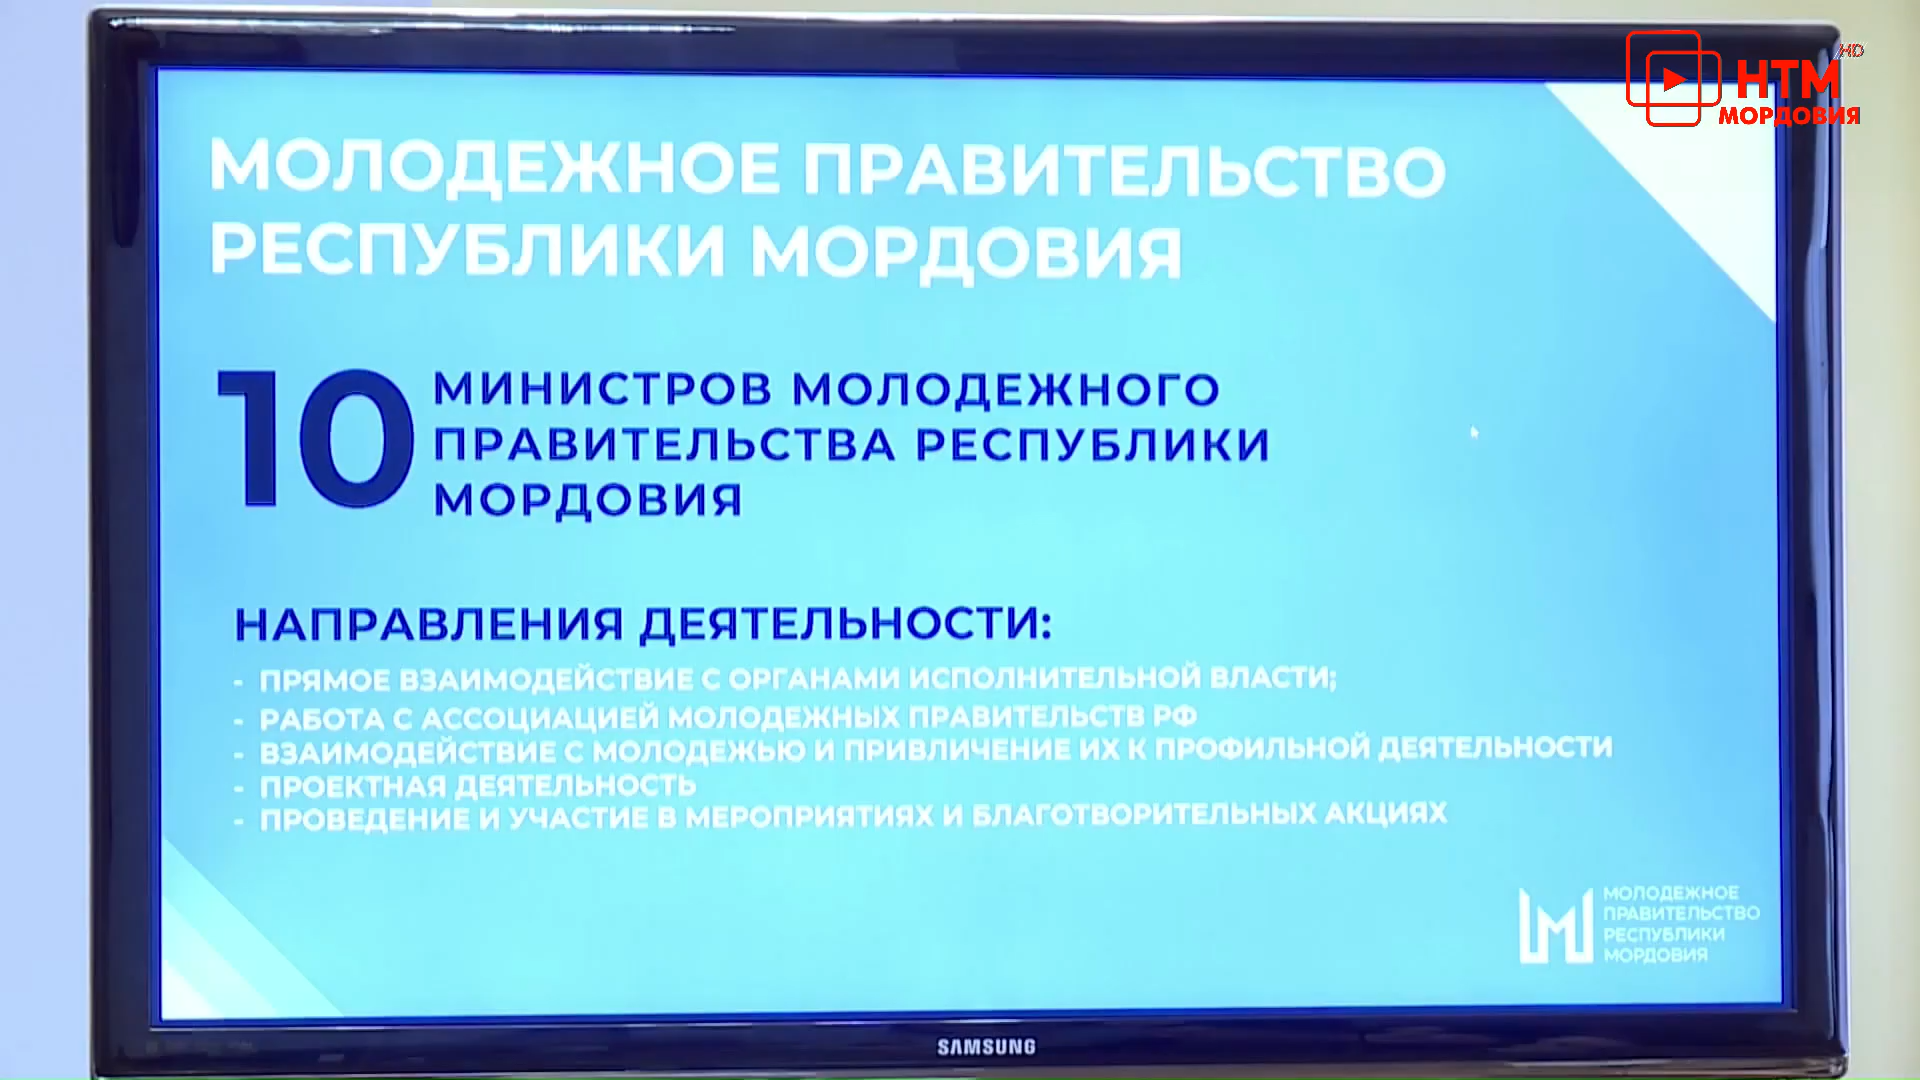 HD
НТМ
МОРДОВИЯ
МОЛОДЕЖНОЕ ПРАВИТЕЛЬСТВО
РЕСПУБЛИКИ МОРДОВИЯ
10
МИНИСТРОВ МОЛОДЕЖНОГО
ПРАВИТЕЛЬСТВА РЕСПУБЛИКИ
МОРДОВИЯ
НАПРАВЛЕНИЯ ДЕЯТЕЛЬНОСТИ:
- ПРЯМОЕ ВЗАИМОДЕЙСТВИЕ С ОРГАНАМИ ИСПОЛНИТЕЛЬНОЙ ВЛАСТИ;
- РАБОТА С АССОЦИАЦИЕЙ МОЛОДЕЖНЫХ ПРАВИТЕЛЬСТВ РФ
- ВЗАИМОДЕЙСТВИЕ С МОЛОДЕЖЬЮ И ПРИВЛИЧЕНИЕ ИХ К ПРОФИЛЬНОЙ ДЕЯТЕЛЬНОСТИ
- ПРОЕКТНАЯ ДЕЯТЕЛЬНОСТЬ
- ПРОВЕДЕНИЕ И УЧАСТИЕ В МЕРОПРИЯТИЯХ И БЛАГОТВОРИТЕЛЬНЫХ АКЦИЯХ
МОЛОДЕЖНОЕ
ПРАВИТЕЛЬСТВО
РЕСПУБЛИКИ
МОРДОВИЯ
SAMSUNG